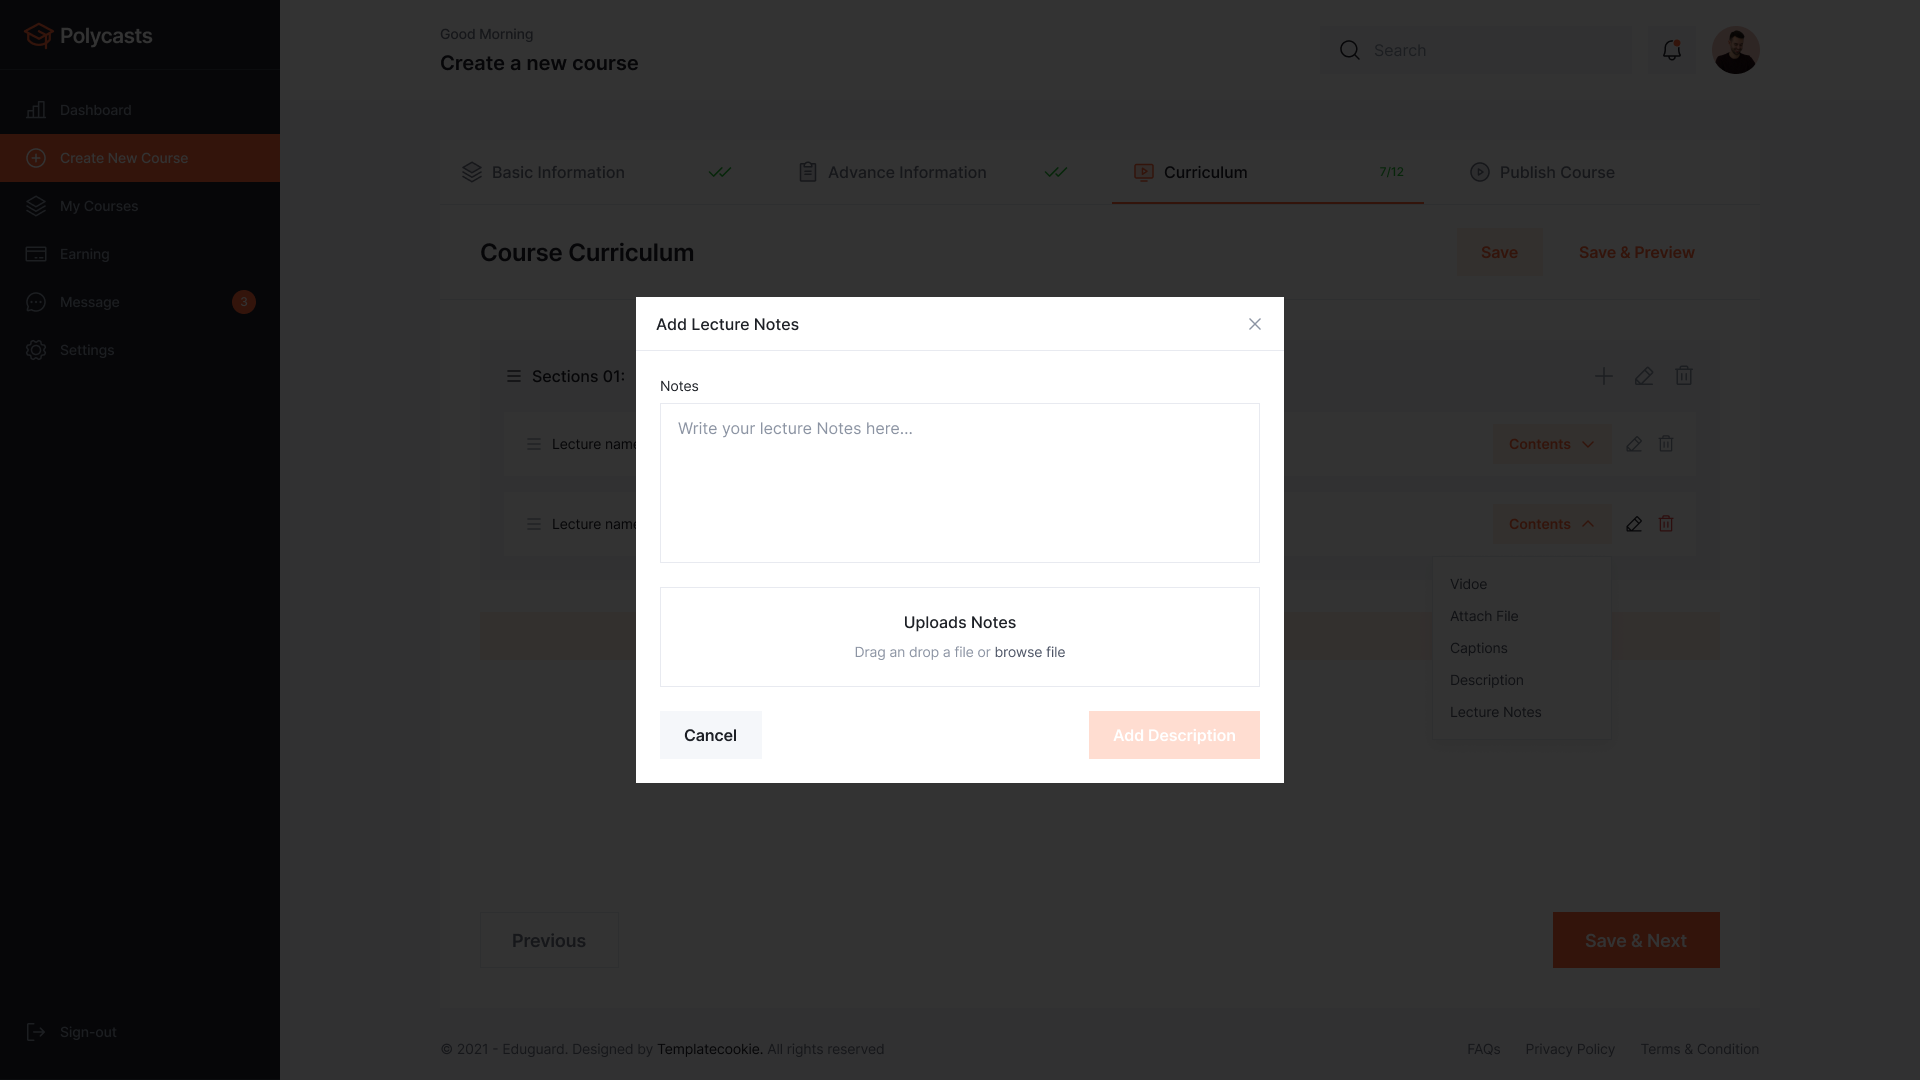 Polycasts
Dashboard
Create New Course
My Courses
Earning
Message
3
Settings
Sign-out
Good Morning
Create a new course
Search
Basic Information
Advance Information
Curriculum
7/12
Publish Course
Course Curriculum
Save
Save & Preview
Sections 01:
Lecture name
Contents
Lecture name
Contents
Vidoe
Attach File
Captions
Description
Lecture Notes
Add Lecture Notes
Notes
Write your lecture Notes here...
Uploads Notes
Drag an drop a file or browse file
Cancel
Add Description
Previous
Save & Next
© 2021 - Eduguard. Designed by Templatecookie. All rights reserved
FAQs
Privacy Policy
Terms & Condition